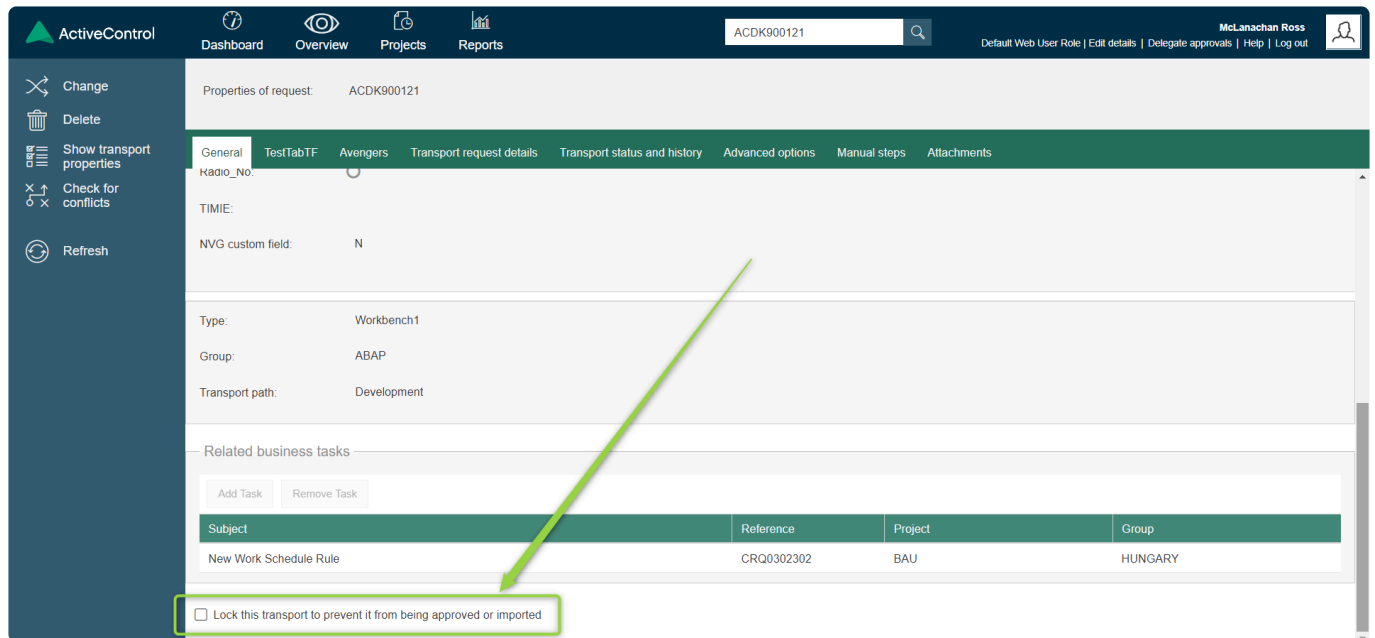 ActiveControl
Dashboard
Overview
Projects
Reports
ACDK900121
McLanachan Ross
Default Web User Role | Edit details | Delegate approvals | Help | Log out
Change
Delete
Show transport
properties
Check for
conflicts
Refresh
Properties of request: ACDK900121
General TestTabTF Avengers Transport request details Transport status and history Advanced options Manual steps Attachments
Radio_No:
TIMIE:
NVG custom field: N
Type: Workbench1
Group: ABAP
Transport path: Development
Related business tasks
Add Task Remove Task
Subject Reference Project Group
New Work Schedule Rule CRQ0302302 BAU HUNGARY
Lock this transport to prevent it from being approved or imported